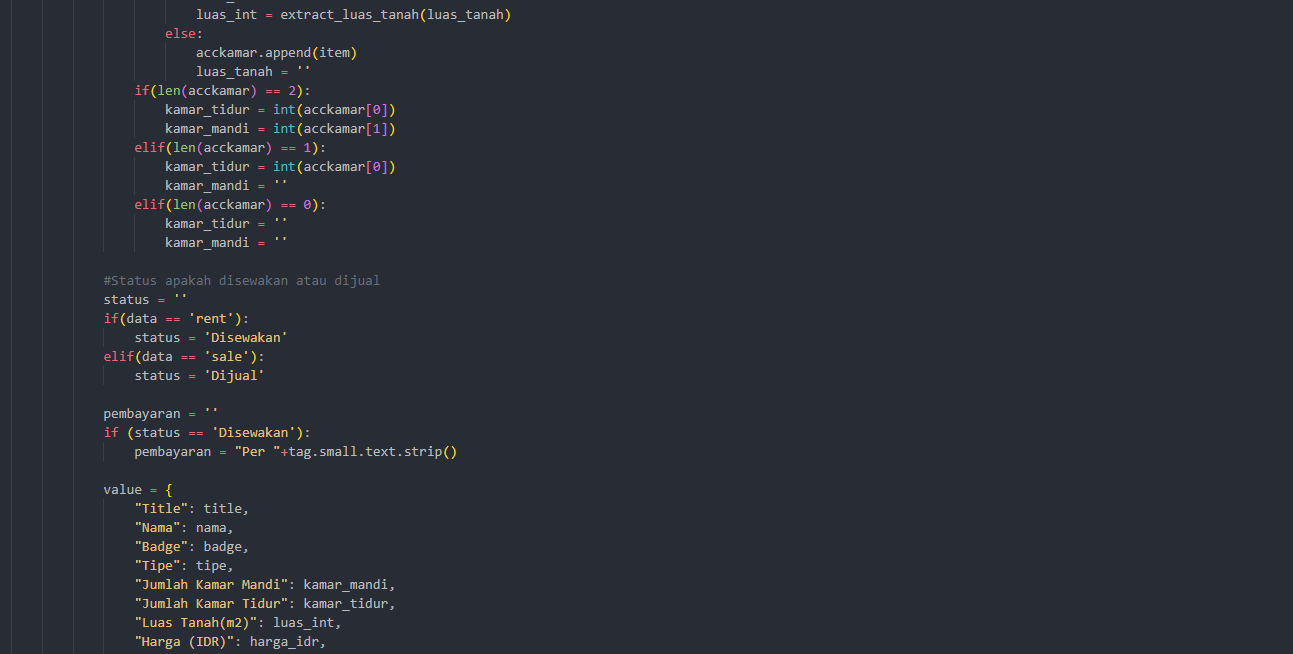 luas_int = extract_luas_tanah(luas_tanah)
else:
acckamar.append(item)
luas_tanah = ''
if(len(acckamar) == 2):
kamar_tidur = int(acckamar[0])
kamar_mandi = int(acckamar[1])
elif(len(acckamar) == 1):
kamar_tidur = int(acckamar[0])
kamar_mandi = ''
elif(len(acckamar) == 0):
kamar_tidur = ''
kamar_mandi = ''
#Status apakah disewakan atau dijual
status = ''
if(data == 'rent'):
status = 'Disewakan'
elif(data == 'sale'):
status = 'Dijual'
pembayaran = ''
if (status == 'Disewakan'):
pembayaran = "Per "+tag.small.text.strip()
value = {
"Title": title,
"Nama": nama,
"Badge": badge,
"Tipe": tipe,
"Jumlah Kamar Mandi": kamar_mandi,
"Jumlah Kamar Tidur": kamar_tidur,
"Luas Tanah(m2)": luas_int,
"Harga (IDR)": harga_idr,